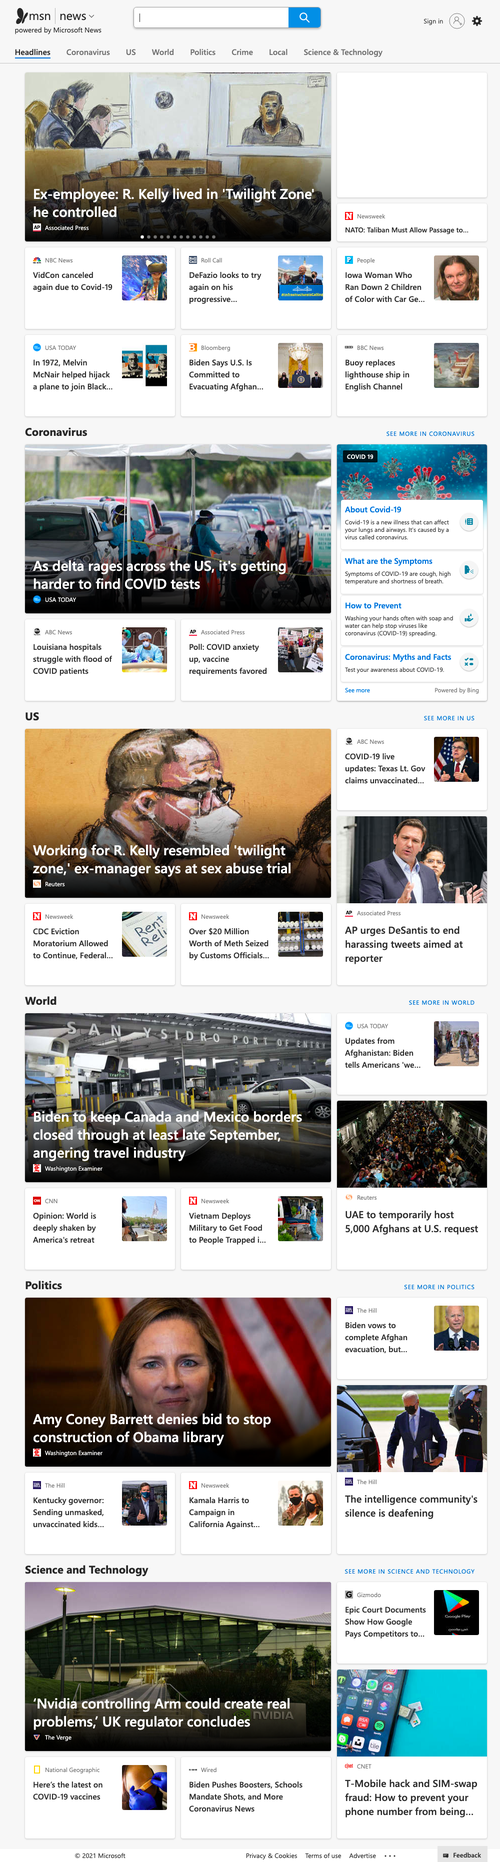 msn news
powered by Microsoft News
Sign in
Headlines Coronavirus US World Politics Crime Local Science & Technology
Ex-employee: R. Kelly lived in 'Twilight Zone'
he controlled
AP Associated Press
Newsweek
NATO: Taliban Must Allow Passage to...
NBC News
VidCon canceled
again due to Covid-19
Roll Call
DeFazio looks to try
again on his
progressive...
People
Iowa Woman Who
Ran Down 2 Children
of Color with Car Ge...
USA TODAY
In 1972, Melvin
McNair helped hijack
a plane to join Black...
Bloomberg
Biden Says U.S. Is
Committed to
Evacuating Afghan...
BBC News
Buoy replaces
lighthouse ship in
English Channel
Coronavirus
SEE MORE IN CORONAVIRUS
As delta rages across the US, it's getting
harder to find COVID tests
USA TODAY
COVID 19
About Covid-19
Covid-19 is a new illness that can affect
your lungs and airways. It's caused by a
virus called coronavirus.
What are the Symptoms
Symptoms of COVID-19 are cough, high
temperature and shortness of breath.
How to Prevent
Washing your hands often with soap and
water can help stop viruses like
coronavirus (COVID-19) spreading.
Coronavirus: Myths and Facts
Test your awareness about COVID-19.
See more
Powered by Bing
ABC News
Louisiana hospitals
struggle with flood of
COVID patients
AP Associated Press
Poll: COVID anxiety
up, vaccine
requirements favored
US
SEE MORE IN US
Working for R. Kelly resembled 'twilight
zone,' ex-manager says at sex abuse trial
Reuters
ABC News
COVID-19 live
updates: Texas Lt. Gov
claims unvaccinated...
AP Associated Press
AP urges DeSantis to end
harassing tweets aimed at
reporter
Newsweek
CDC Eviction
Moratorium Allowed
to Continue, Federal...
Rent
Newsweek
Over $20 Million
Worth of Meth Seized
by Customs Officials...
World
SEE MORE IN WORLD
SAN YSIDRO PORT OF ENTRY
Biden to keep Canada and Mexico borders
closed through at least late September,
angering travel industry
Washington Examiner
USA TODAY
Updates from
Afghanistan: Biden
tells Americans 'we...
Reuters
UAE to temporarily host
5,000 Afghans at U.S. request
CNN
Opinion: World is
deeply shaken by
America's retreat
Newsweek
Vietnam Deploys
Military to Get Food
to People Trapped i...
Politics
SEE MORE IN POLITICS
Amy Coney Barrett denies bid to stop
construction of Obama library
Washington Examiner
The Hill
Biden vows to
complete Afghan
evacuation, but...
The Hill
The intelligence community's
silence is deafening
The Hill
Kentucky governor:
Sending unmasked,
unvaccinated kids...
Newsweek
Kamala Harris to
Campaign in
California Against...
Science and Technology
SEE MORE IN SCIENCE AND TECHNOLOGY
NVIDIA
'Nvidia controlling Arm could create real
problems,' UK regulator concludes
The Verge
Gizmodo
Epic Court Documents
Show How Google
Pays Competitors to...
Google Play
CNET
T-Mobile hack and SIM-swap
fraud: How to prevent your
phone number from being...
National Geographic
Here's the latest on
COVID-19 vaccines
Wired
Biden Pushes Boosters, Schools
Mandate Shots, and More
Coronavirus News
© 2021 Microsoft
Privacy & Cookies Terms of use Advertise ...
Feedback